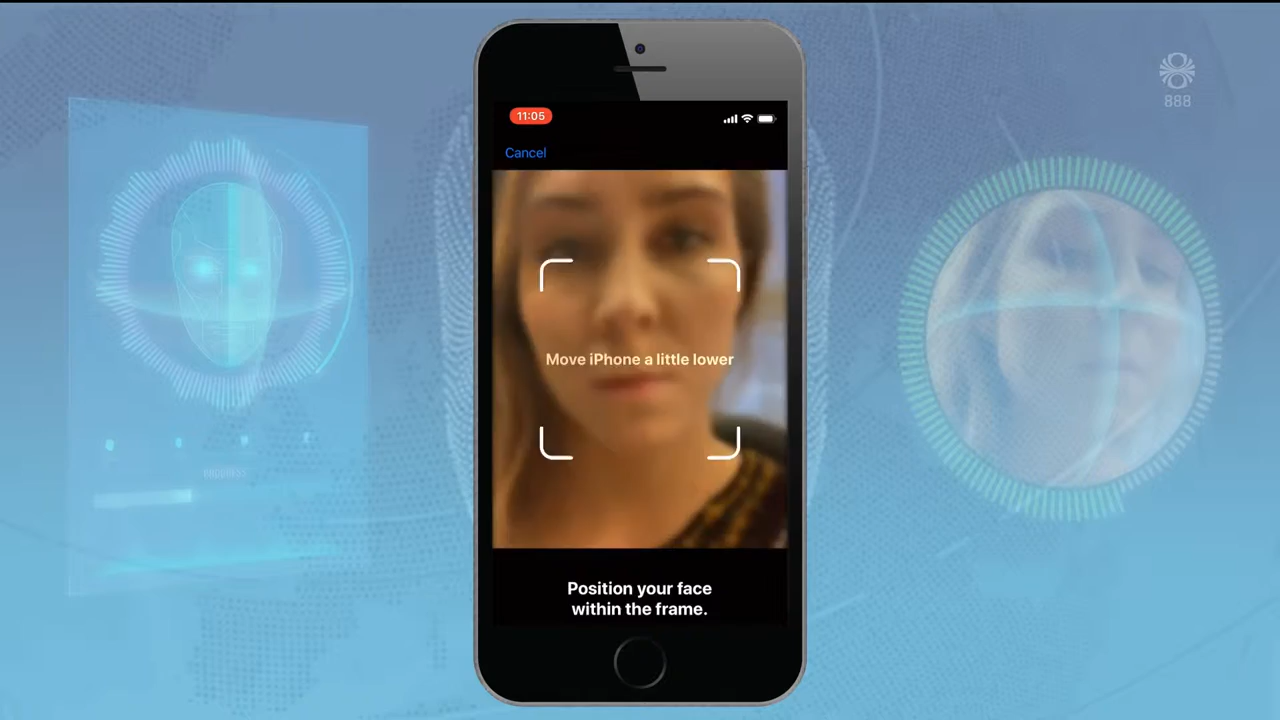 11:05
888
Cancel
Move iPhone a little lower
Position your face
within the frame.